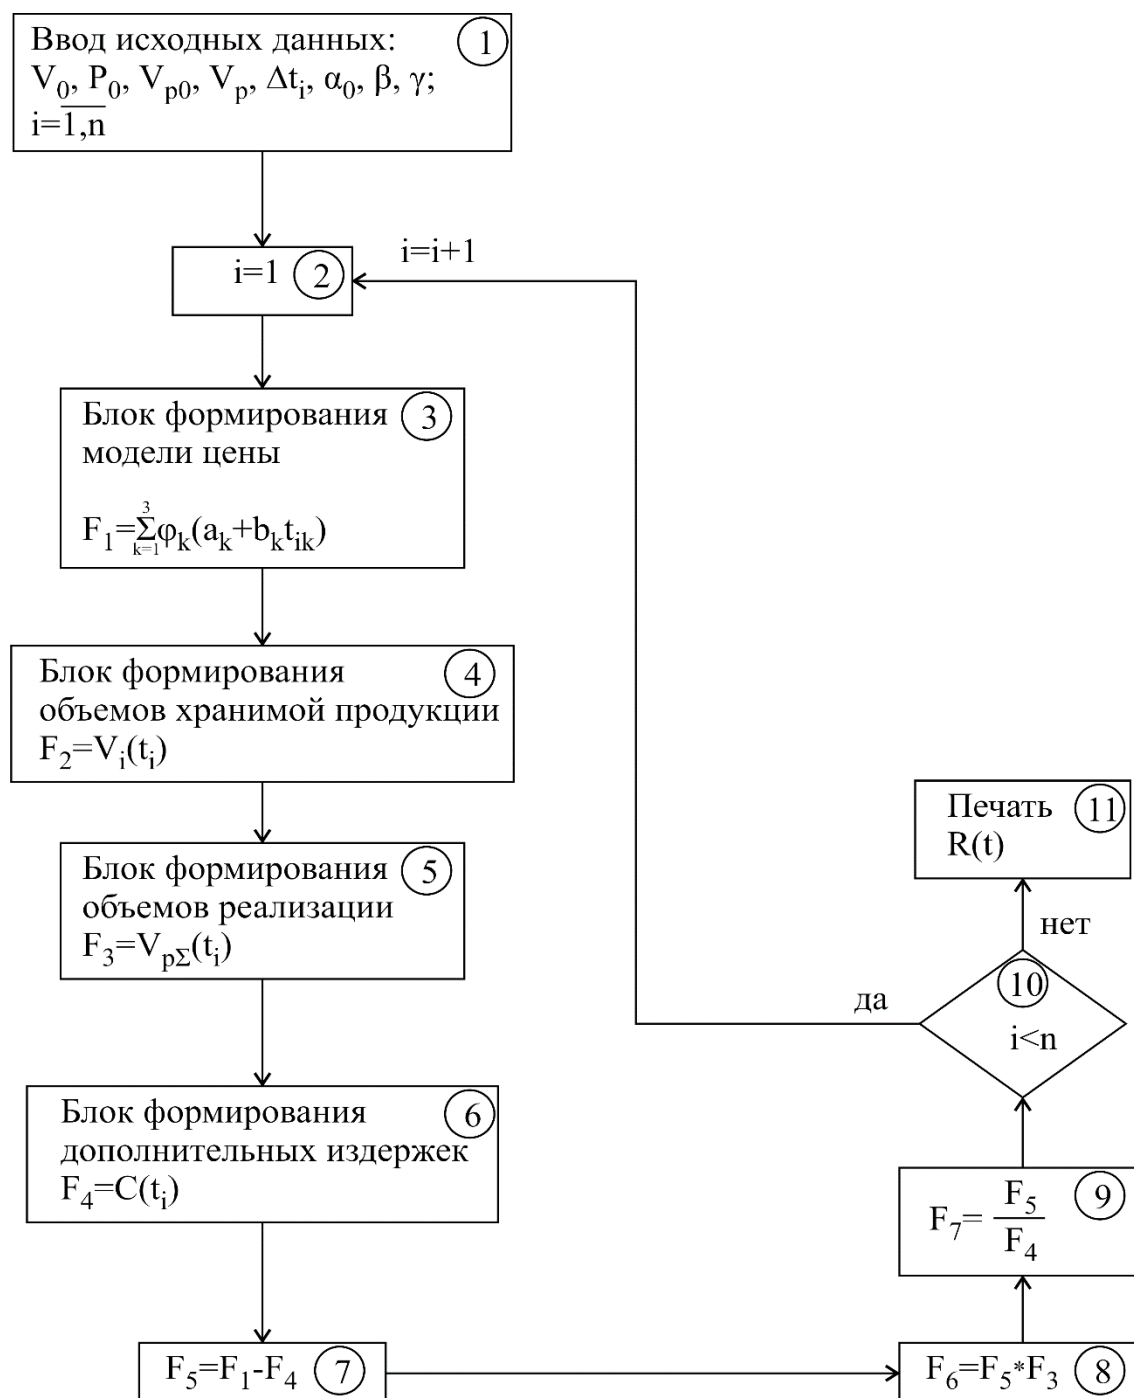 Ввод исходных данных: 1
V₀, P₀, Vₚ₀, Vₚ, Δtᵢ, α₀, β, γ;
i=1,n
i=1 2
i=i+1
Блок формирования 3
модели цены
F₁=Σφₖ(aₖ+bₖtᵢₖ)
3
k=1
Блок формирования 4
объемов хранимой продукции
F₂=Vᵢ(tᵢ)
Блок формирования 5
объемов реализации
F₃=V_pΣ(tᵢ)
Блок формирования 6
дополнительных издержек
F₄=C(tᵢ)
F₅=F₁-F₄ 7
F₆=F₅*F₃ 8
F₇= F₅/F₄ 9
10
i<n
да
нет
Печать 11
R(t)